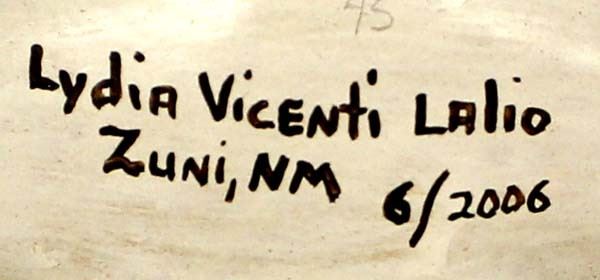 Lydia Vicenti Lalio
Zuni, NM
6/2006